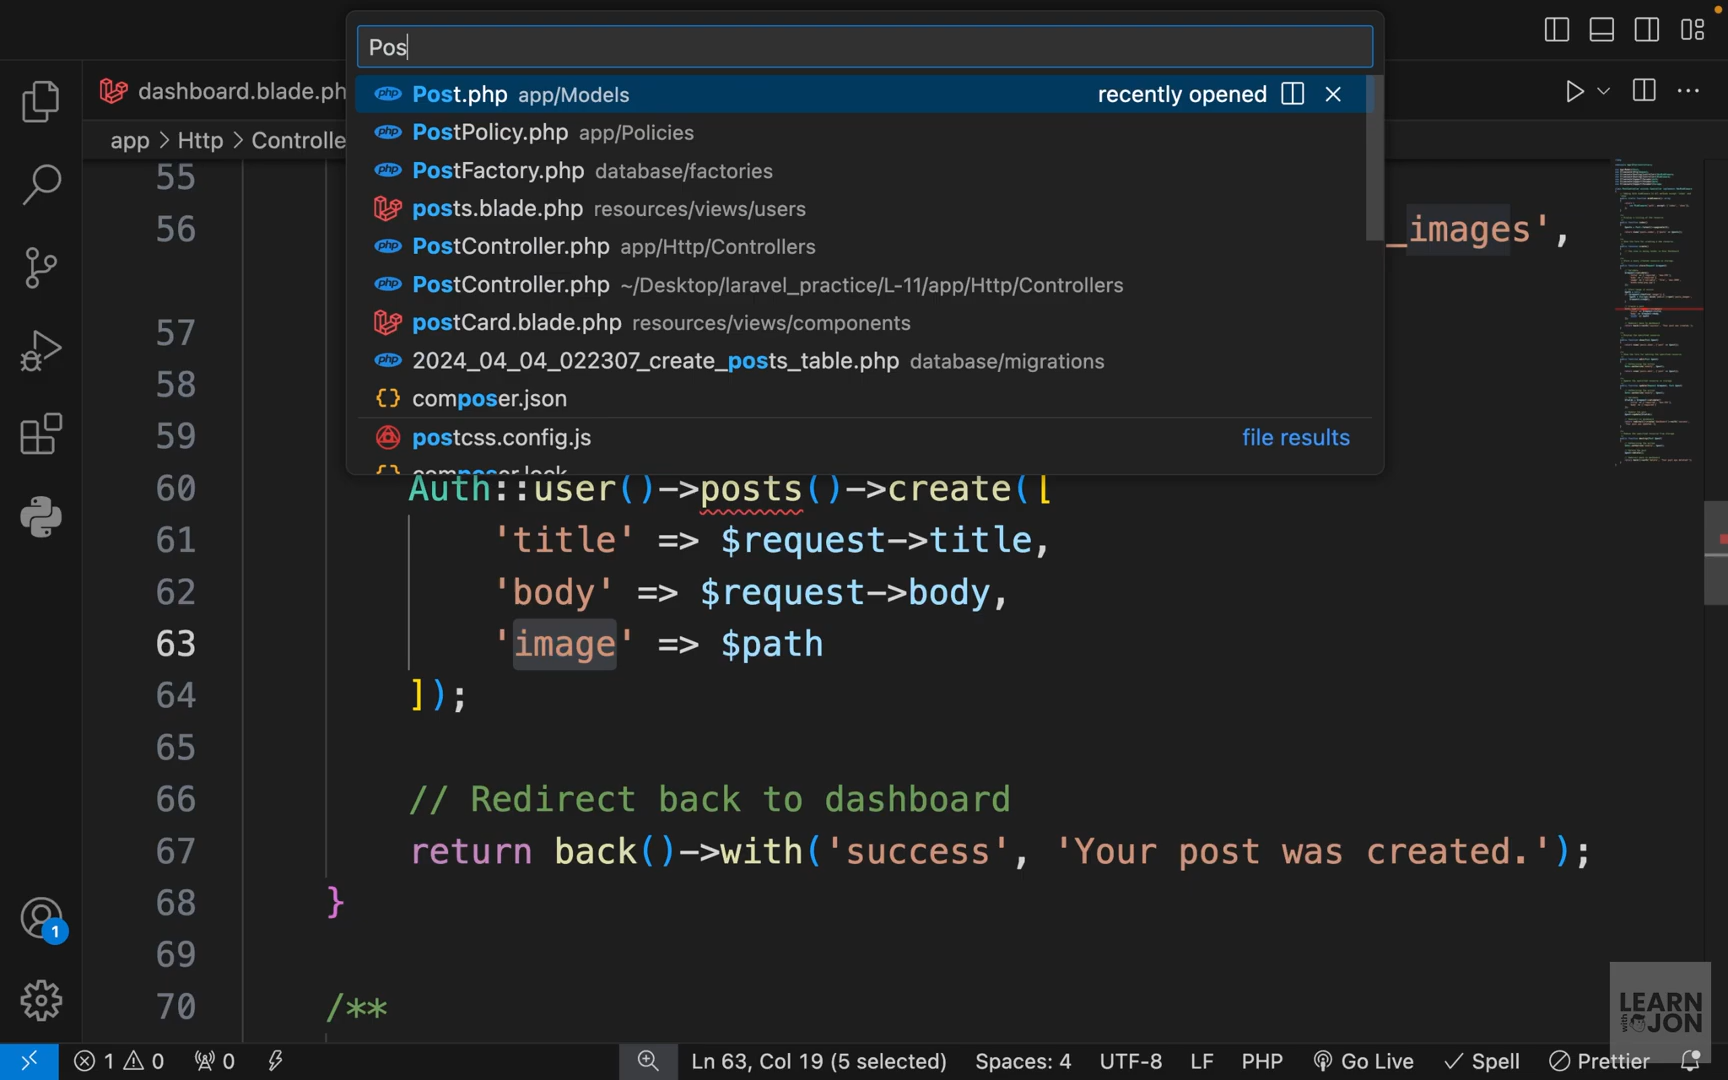 Pos
dashboard.blade.ph
Post.php app/Models recently opened
app > Http > Controlle
PostPolicy.php app/Policies
PostFactory.php database/factories
posts.blade.php resources/views/users
PostController.php app/Http/Controllers
PostController.php ~/Desktop/laravel_practice/L-11/app/Http/Controllers
postCard.blade.php resources/views/components
2024_04_04_022307_create_posts_table.php database/migrations
composer.json
postcss.config.js file results
composer.lock
55
56 _images',
57
58
59
60 Auth::user()->posts()->create([
61 'title' => $request->title,
62 'body' => $request->body,
63 'image' => $path
64 ]);
65
66 // Redirect back to dashboard
67 return back()->with('success', 'Your post was created.');
68 }
69
70 /**
1
LEARN
with JON
1 0 0 Ln 63, Col 19 (5 selected) Spaces: 4 UTF-8 LF PHP Go Live Spell Prettier